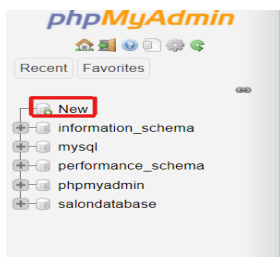 phpMyAdmin
Recent Favorites
New
information_schema
mysql
performance_schema
phpmyadmin
salondatabase